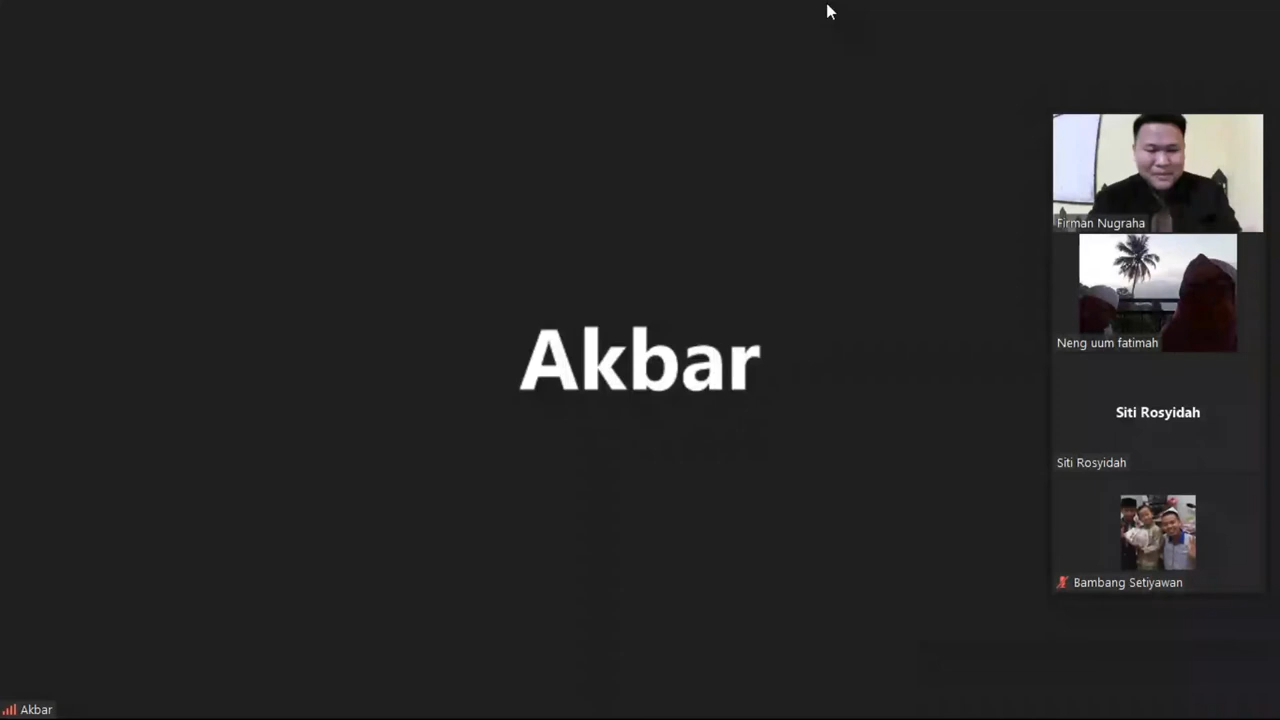 Akbar
Firman Nugraha
Neng uum fatimah
Siti Rosyidah
Siti Rosyidah
Bambang Setiyawan
Akbar